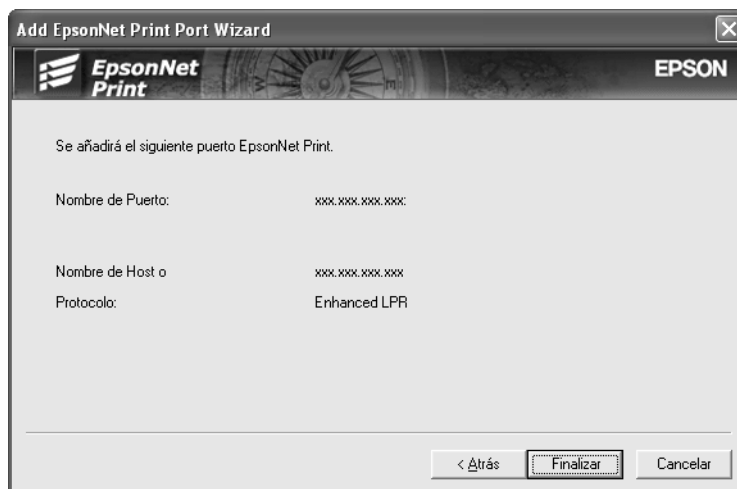 Add EpsonNet Print Port Wizard
EpsonNet
Print
EPSON
Se añadirá el siguiente puerto EpsonNet Print.
Nombre de Puerto: xxx.xxx.xxx.xxx:
Nombre de Host o xxx.xxx.xxx.xxx
Protocolo: Enhanced LPR
< Atrás Finalizar Cancelar